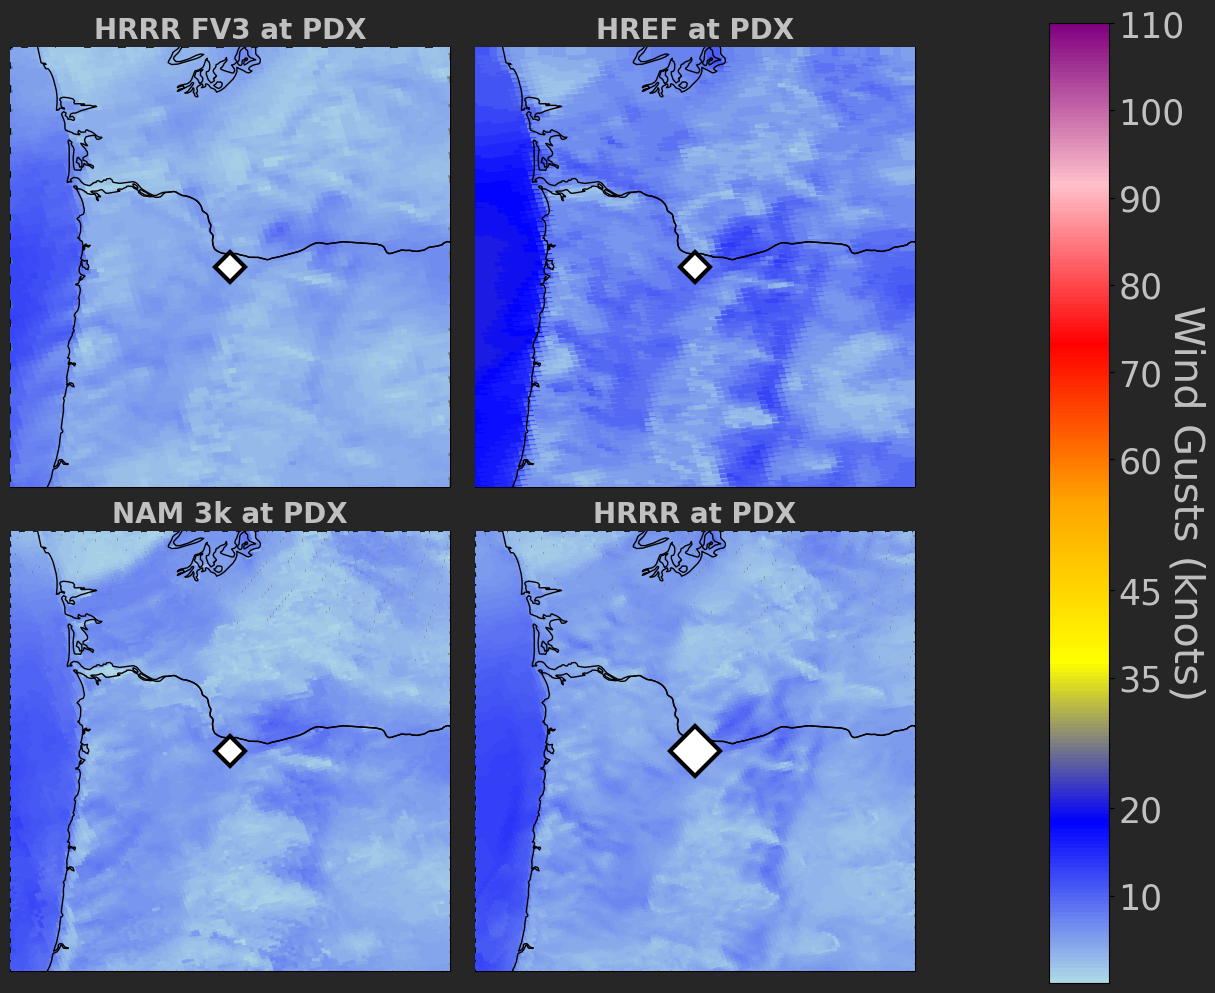 HRRR FV3 at PDX
HREF at PDX
NAM 3k at PDX
HRRR at PDX
110
100
90
80
70
60
45
35
20
10
Wind Gusts (knots)